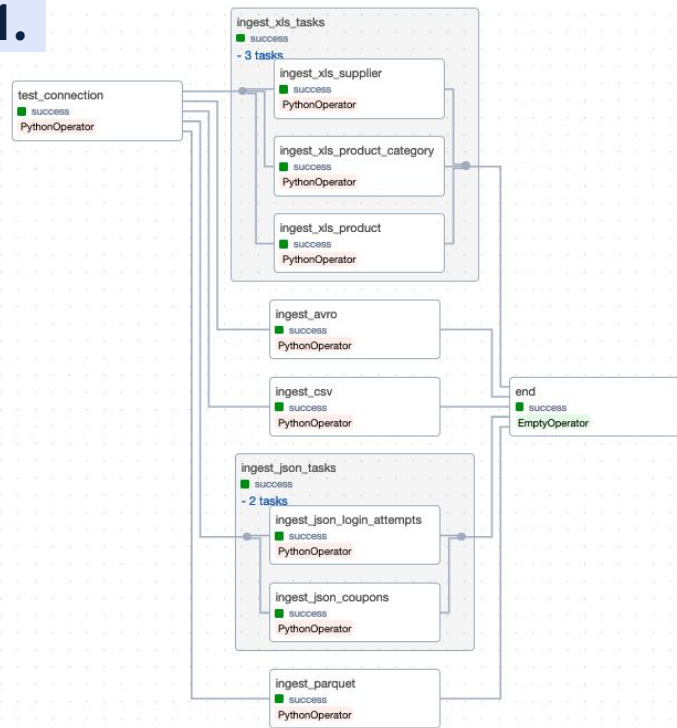 1.
ingest_xls_tasks
success
- 3 tasks
ingest_xls_supplier
success
PythonOperator
test_connection
success
PythonOperator
ingest_xls_product_category
success
PythonOperator
ingest_xls_product
success
PythonOperator
ingest_avro
success
PythonOperator
ingest_csv
success
PythonOperator
end
success
EmptyOperator
ingest_json_tasks
success
- 2 tasks
ingest_json_login_attempts
success
PythonOperator
ingest_json_coupons
success
PythonOperator
ingest_parquet
success
PythonOperator